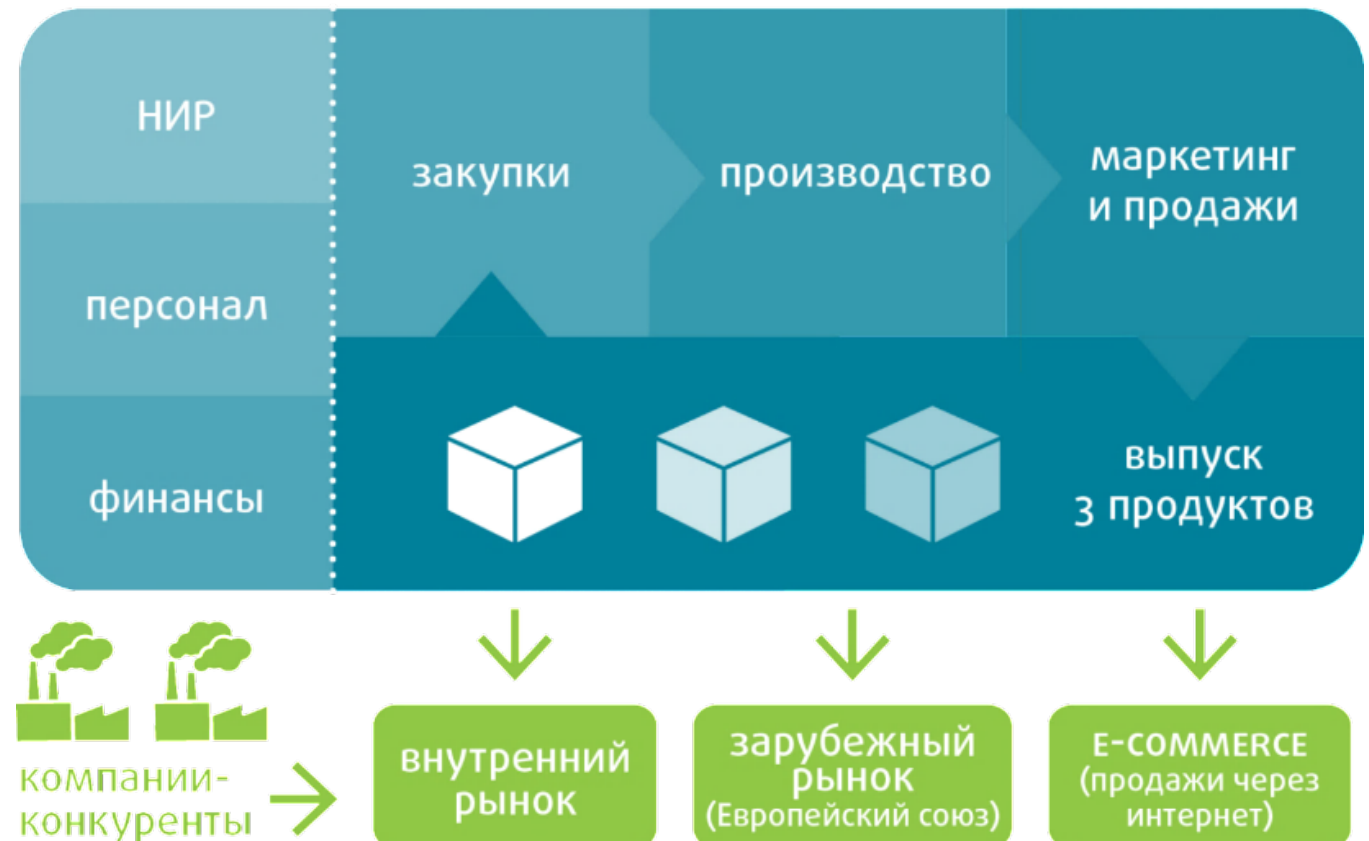 НИР
персонал
финансы
закупки
производство
маркетинг
и продажи
выпуск
3 продуктов
компании-
конкуренты
внутренний
рынок
зарубежный
рынок
(Европейский союз)
E-COMMERCE
(продажи через
интернет)